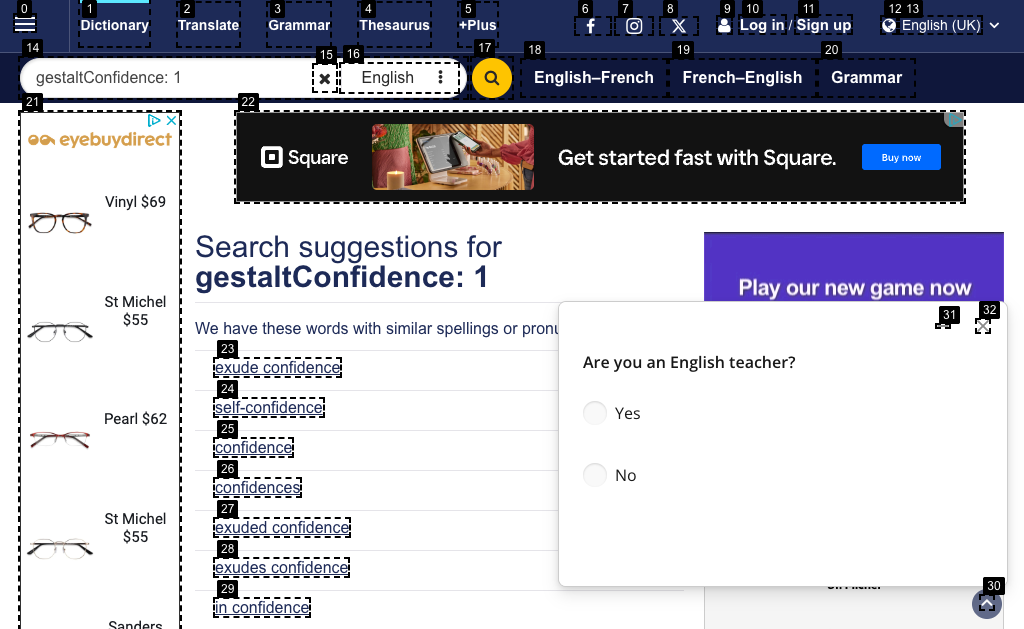 0 1 2 3 4 5 6 7 8 9 10 11 12 13
Dictionary Translate Grammar Thesaurus +Plus Log in / Sign up English (UK)
14 15 16 17 18 19 20
gestaltConfidence: 1 English English–French French–English Grammar
21 22
eyebuydirect
Vinyl $69
St Michel
$55
Pearl $62
St Michel
$55
Sanders
Square
Get started fast with Square.
Buy now
Search suggestions for
gestaltConfidence: 1
We have these words with similar spellings or pronu
23
exude confidence
24
self-confidence
25
confidence
26
confidences
27
exuded confidence
28
exudes confidence
29
in confidence
Play our new game now
31 32
Are you an English teacher?
Yes
No
30